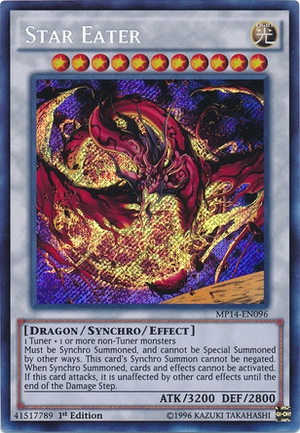 Star Eater
光
MP14-EN096
[Dragon/Synchro/Effect]
1 Tuner + 1 or more non-Tuner monsters
Must be Synchro Summoned, and cannot be Special Summoned
by other ways. This card's Synchro Summon cannot be negated.
When Synchro Summoned, cards and effects cannot be activated.
If this card attacks, it is unaffected by other card effects until the
end of the Damage Step.
ATK/3200 DEF/2800
41517789 1st Edition ©1996 KAZUKI TAKAHASHI